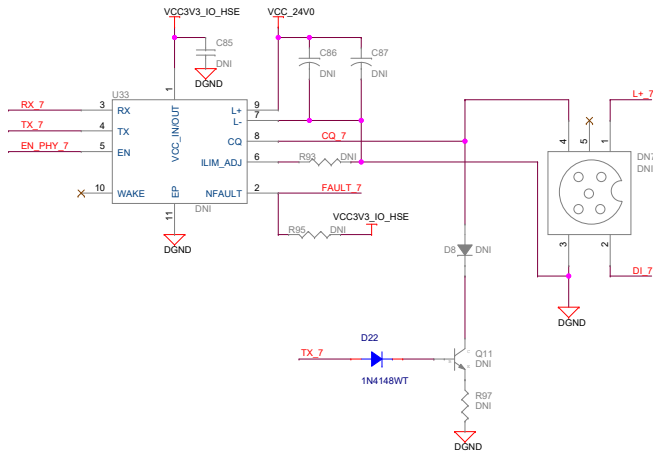 VCC3V3_IO_HSE
VCC_24V0
C85
DNI
DGND
C86
DNI
C87
DNI
U33
RX_7
3
RX
TX_7
4
TX
EN_PHY_7
5
EN
10
WAKE
1
VCC_IN/OUT
EP
11
DGND
L+
9
L-
7
CQ
8
CQ_7
ILIM_ADJ
6
R93
DNI
NFAULT
2
FAULT_7
DNI
VCC3V3_IO_HSE
R95
DNI
L+_7
4
5
1
DN7
DNI
3
2
DI_7
DGND
D8
DNI
D22
TX_7
1N4148WT
Q11
DNI
R97
DNI
DGND